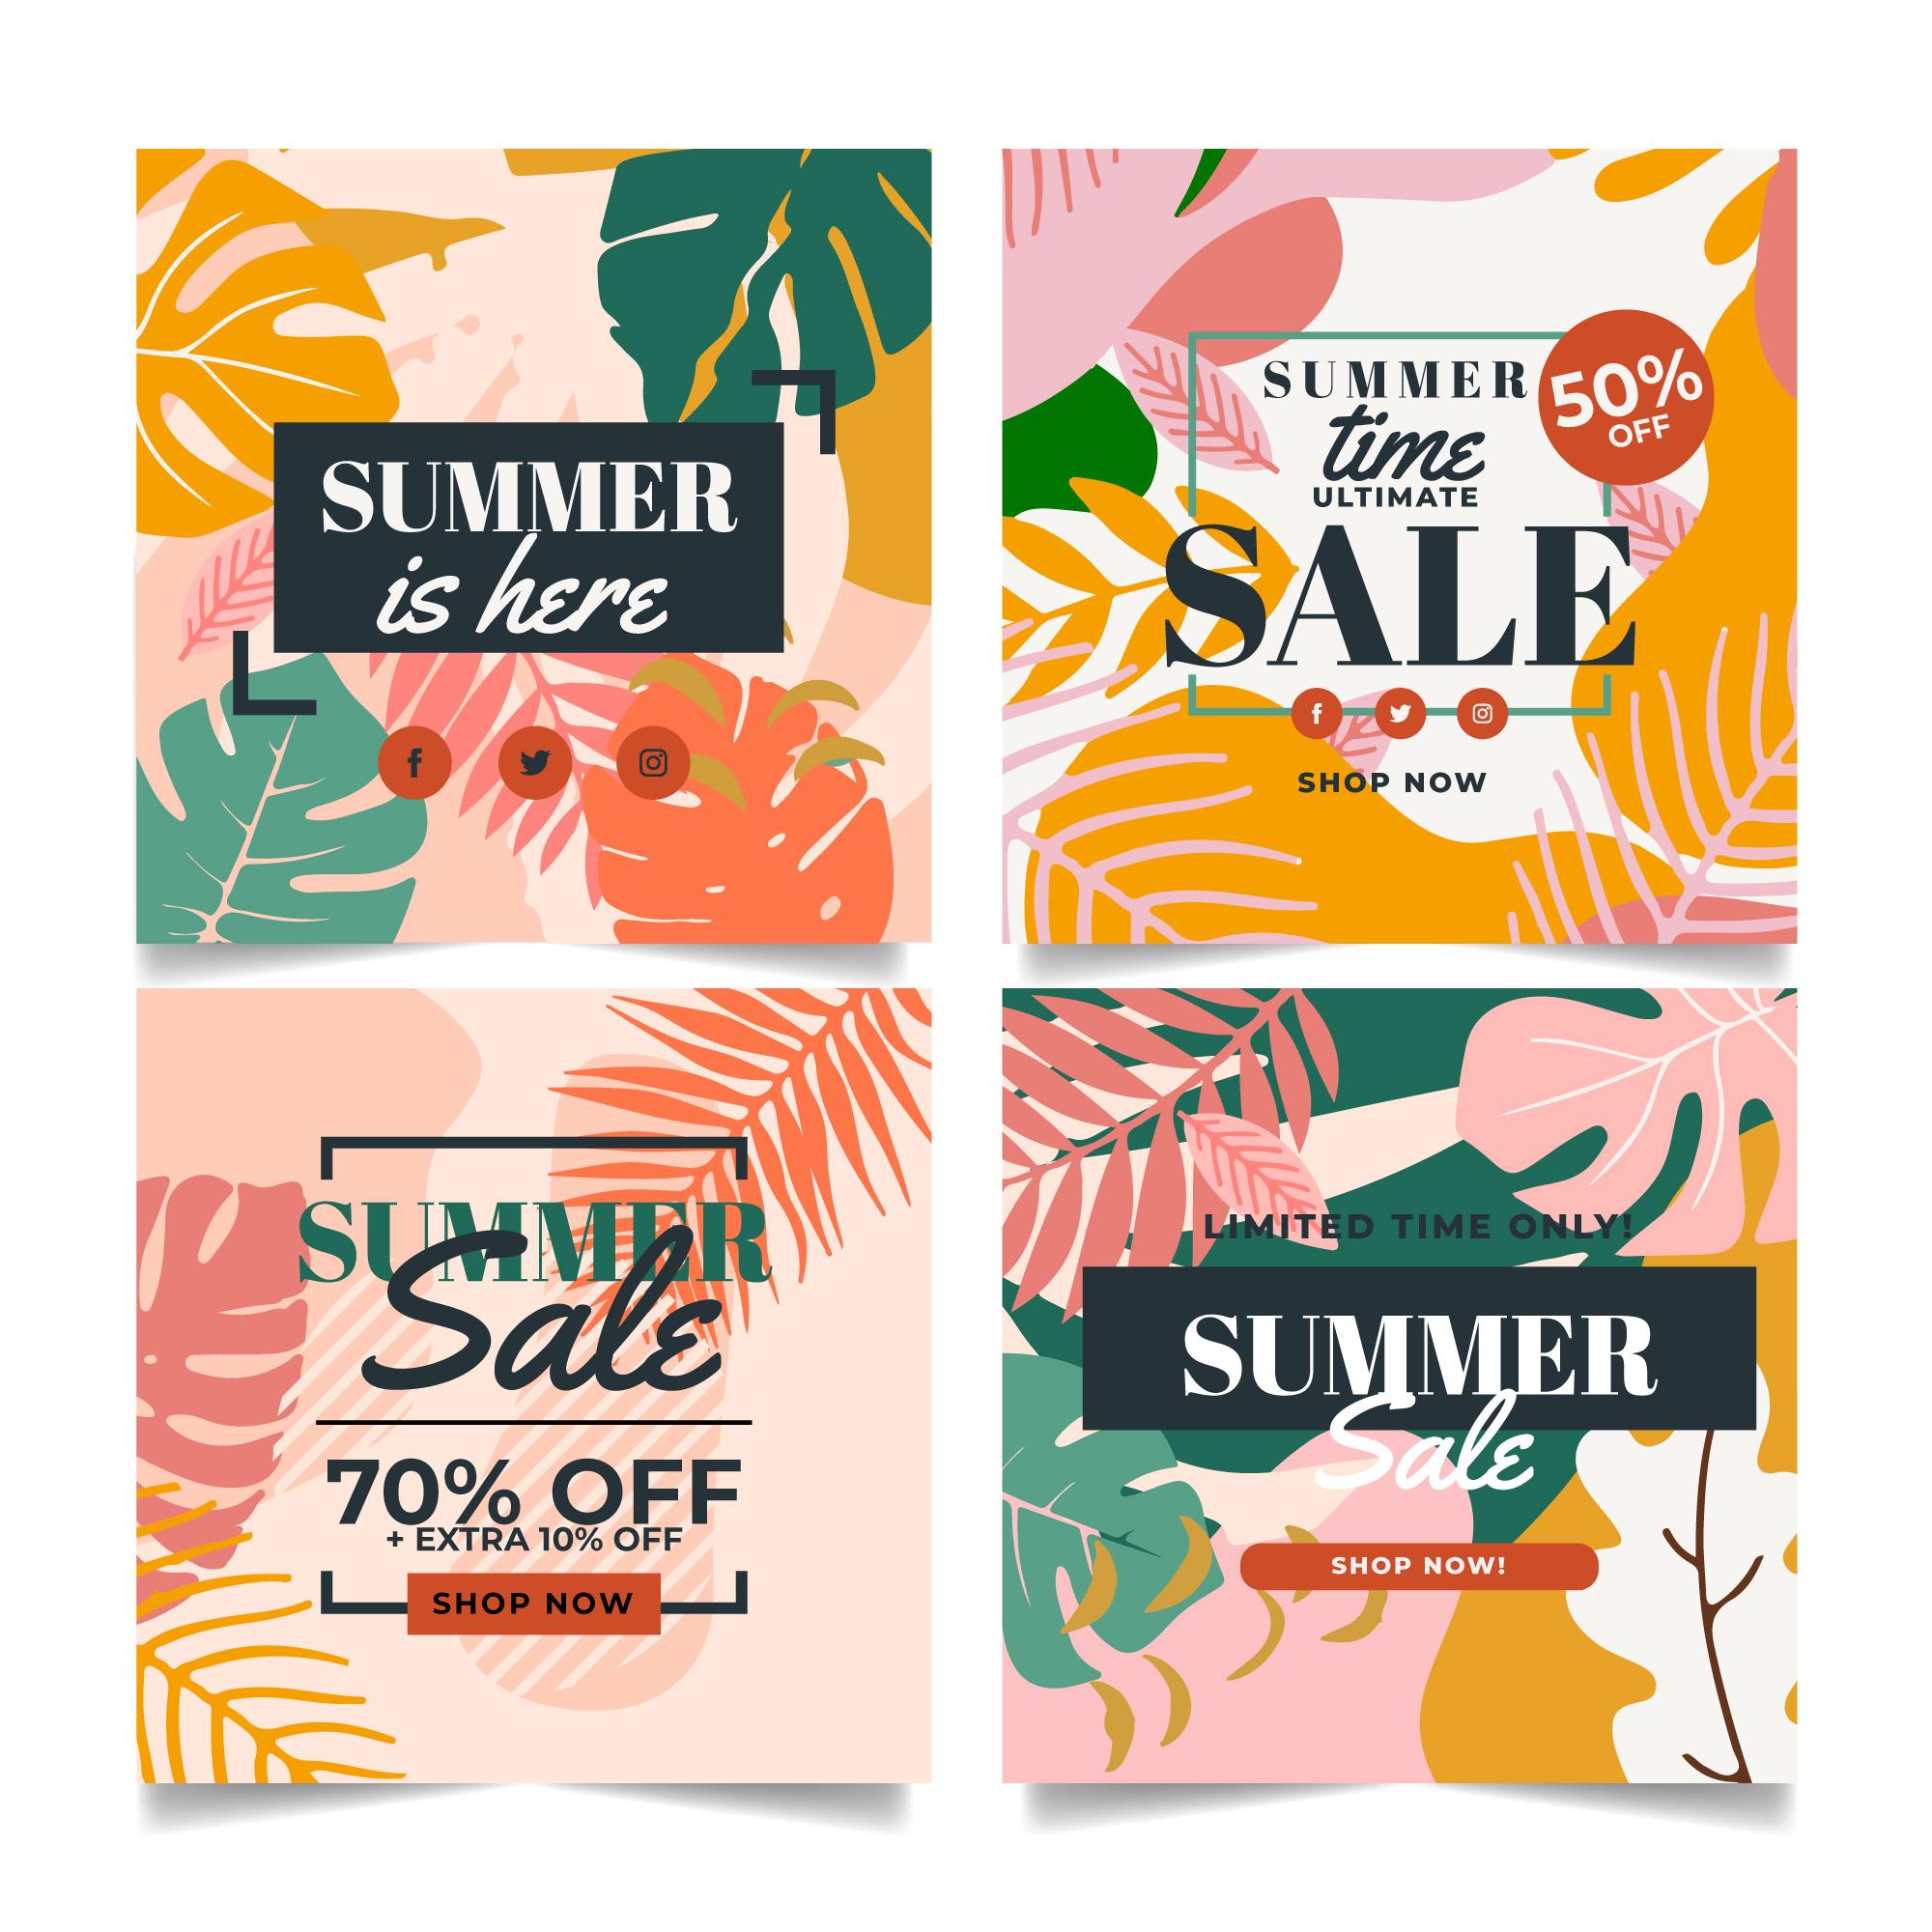 SUMMER
is here
SUMMER
time
ULTIMATE
SALE
50%
OFF
SHOP NOW
SUMMER
Sale
70% OFF
+ EXTRA 10% OFF
SHOP NOW
LIMITED TIME ONLY!
SUMMER
Sale
SHOP NOW!